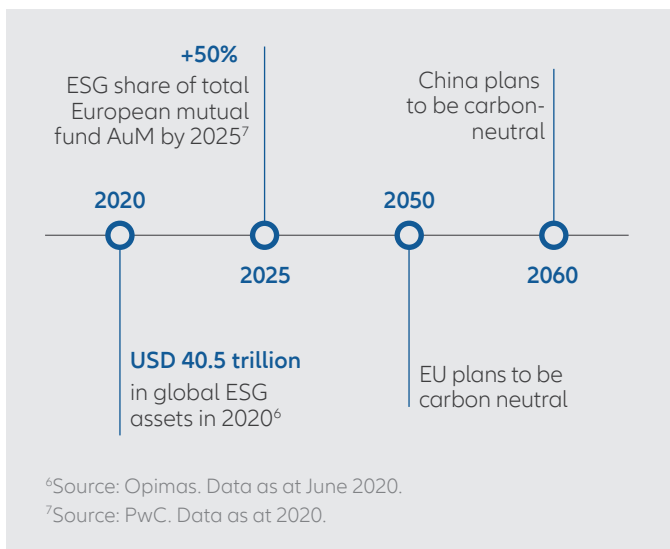 +50%
ESG share of total
European mutual
fund AuM by 2025⁷
China plans
to be carbon-
neutral
2020
2050
2025
2060
USD 40.5 trillion
in global ESG
assets in 2020⁶
EU plans to be
carbon neutral
⁶Source: Opimas. Data as at June 2020.
⁷Source: PwC. Data as at 2020.